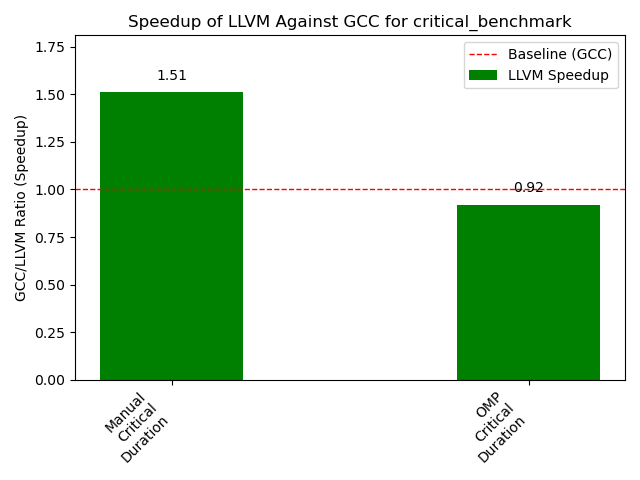 Speedup of LLVM Against GCC for critical_benchmark
GCC/LLVM Ratio (Speedup)
1.75
1.50
1.25
1.00
0.75
0.50
0.25
0.00
Baseline (GCC)
LLVM Speedup
1.51
0.92
Manual
Critical
Duration
OMP
Critical
Duration